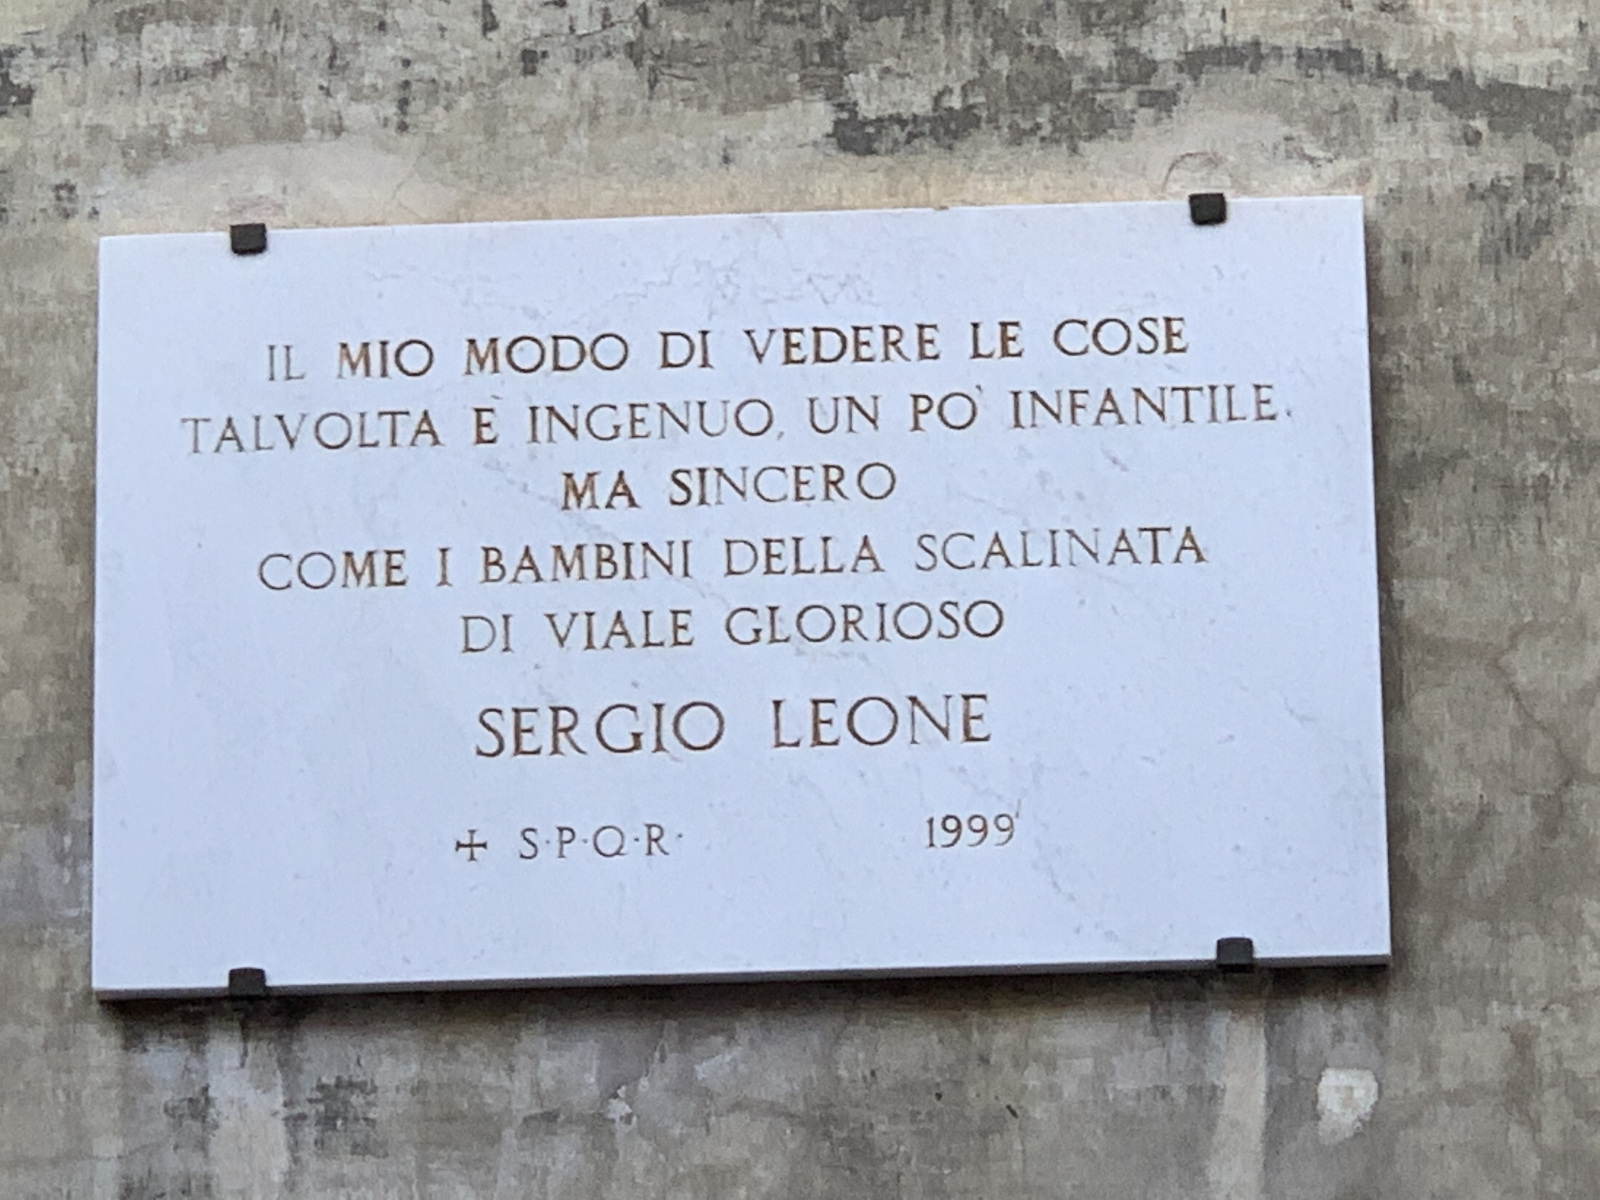 IL MIO MODO DI VEDERE LE COSE
TALVOLTA È INGENUO, UN PO' INFANTILE,
MA SINCERO
COME I BAMBINI DELLA SCALINATA
DI VIALE GLORIOSO
SERGIO LEONE
✢ S·P·Q·R· 1999